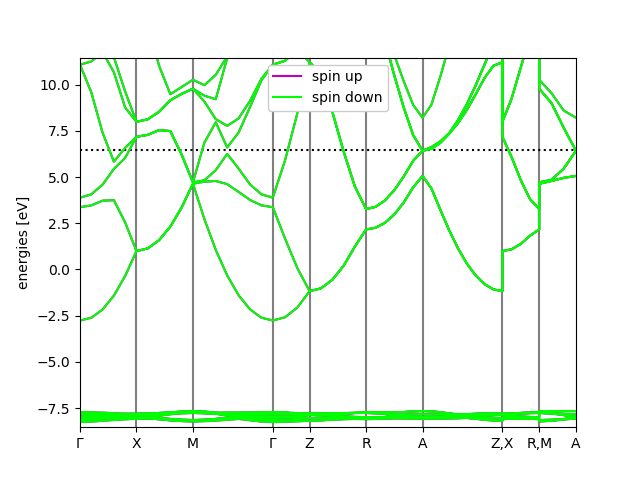 spin up
spin down
energies [eV]
10.0
7.5
5.0
2.5
0.0
−2.5
−5.0
−7.5
Γ X M Γ Z R A Z,X R,M A